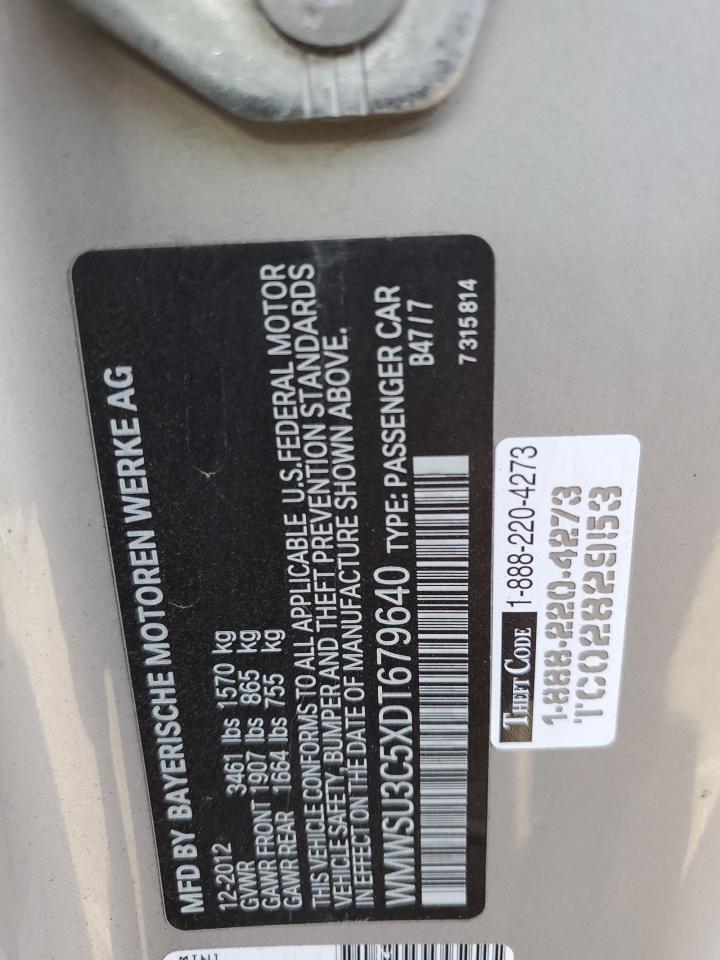 MFD BY BAYERISCHE MOTOREN WERKE AG
12-2012
GVWR 3461 lbs 1570 kg
GAWR FRONT 1907 lbs 865 kg
GAWR REAR 1664 lbs 755 kg
THIS VEHICLE CONFORMS TO ALL APPLICABLE U.S.FEDERAL MOTOR
VEHICLE SAFETY, BUMPER AND THEFT PREVENTION STANDARDS
IN EFFECT ON THE DATE OF MANUFACTURE SHOWN ABOVE.
WMWSU3C5XDT679640 TYPE: PASSENGER CAR
B47 / 7 B47 / 7
7 315 814
THEFT CODE 1-888-220-4273
1-888-220-4273
TC02829153
MINI